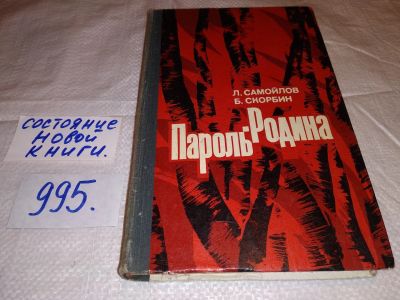 СОСТОЯНИЕ
НОВОЙ
КНИГИ.
995.
Л. САМОЙЛОВ
Б. СКОРБИН
Пароль-Родина